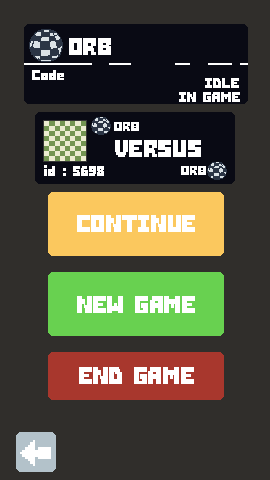 ORB
Code
IDLE
IN GAME
ORB
VERSUS
id : 5698
ORB
CONTINUE
NEW GAME
END GAME